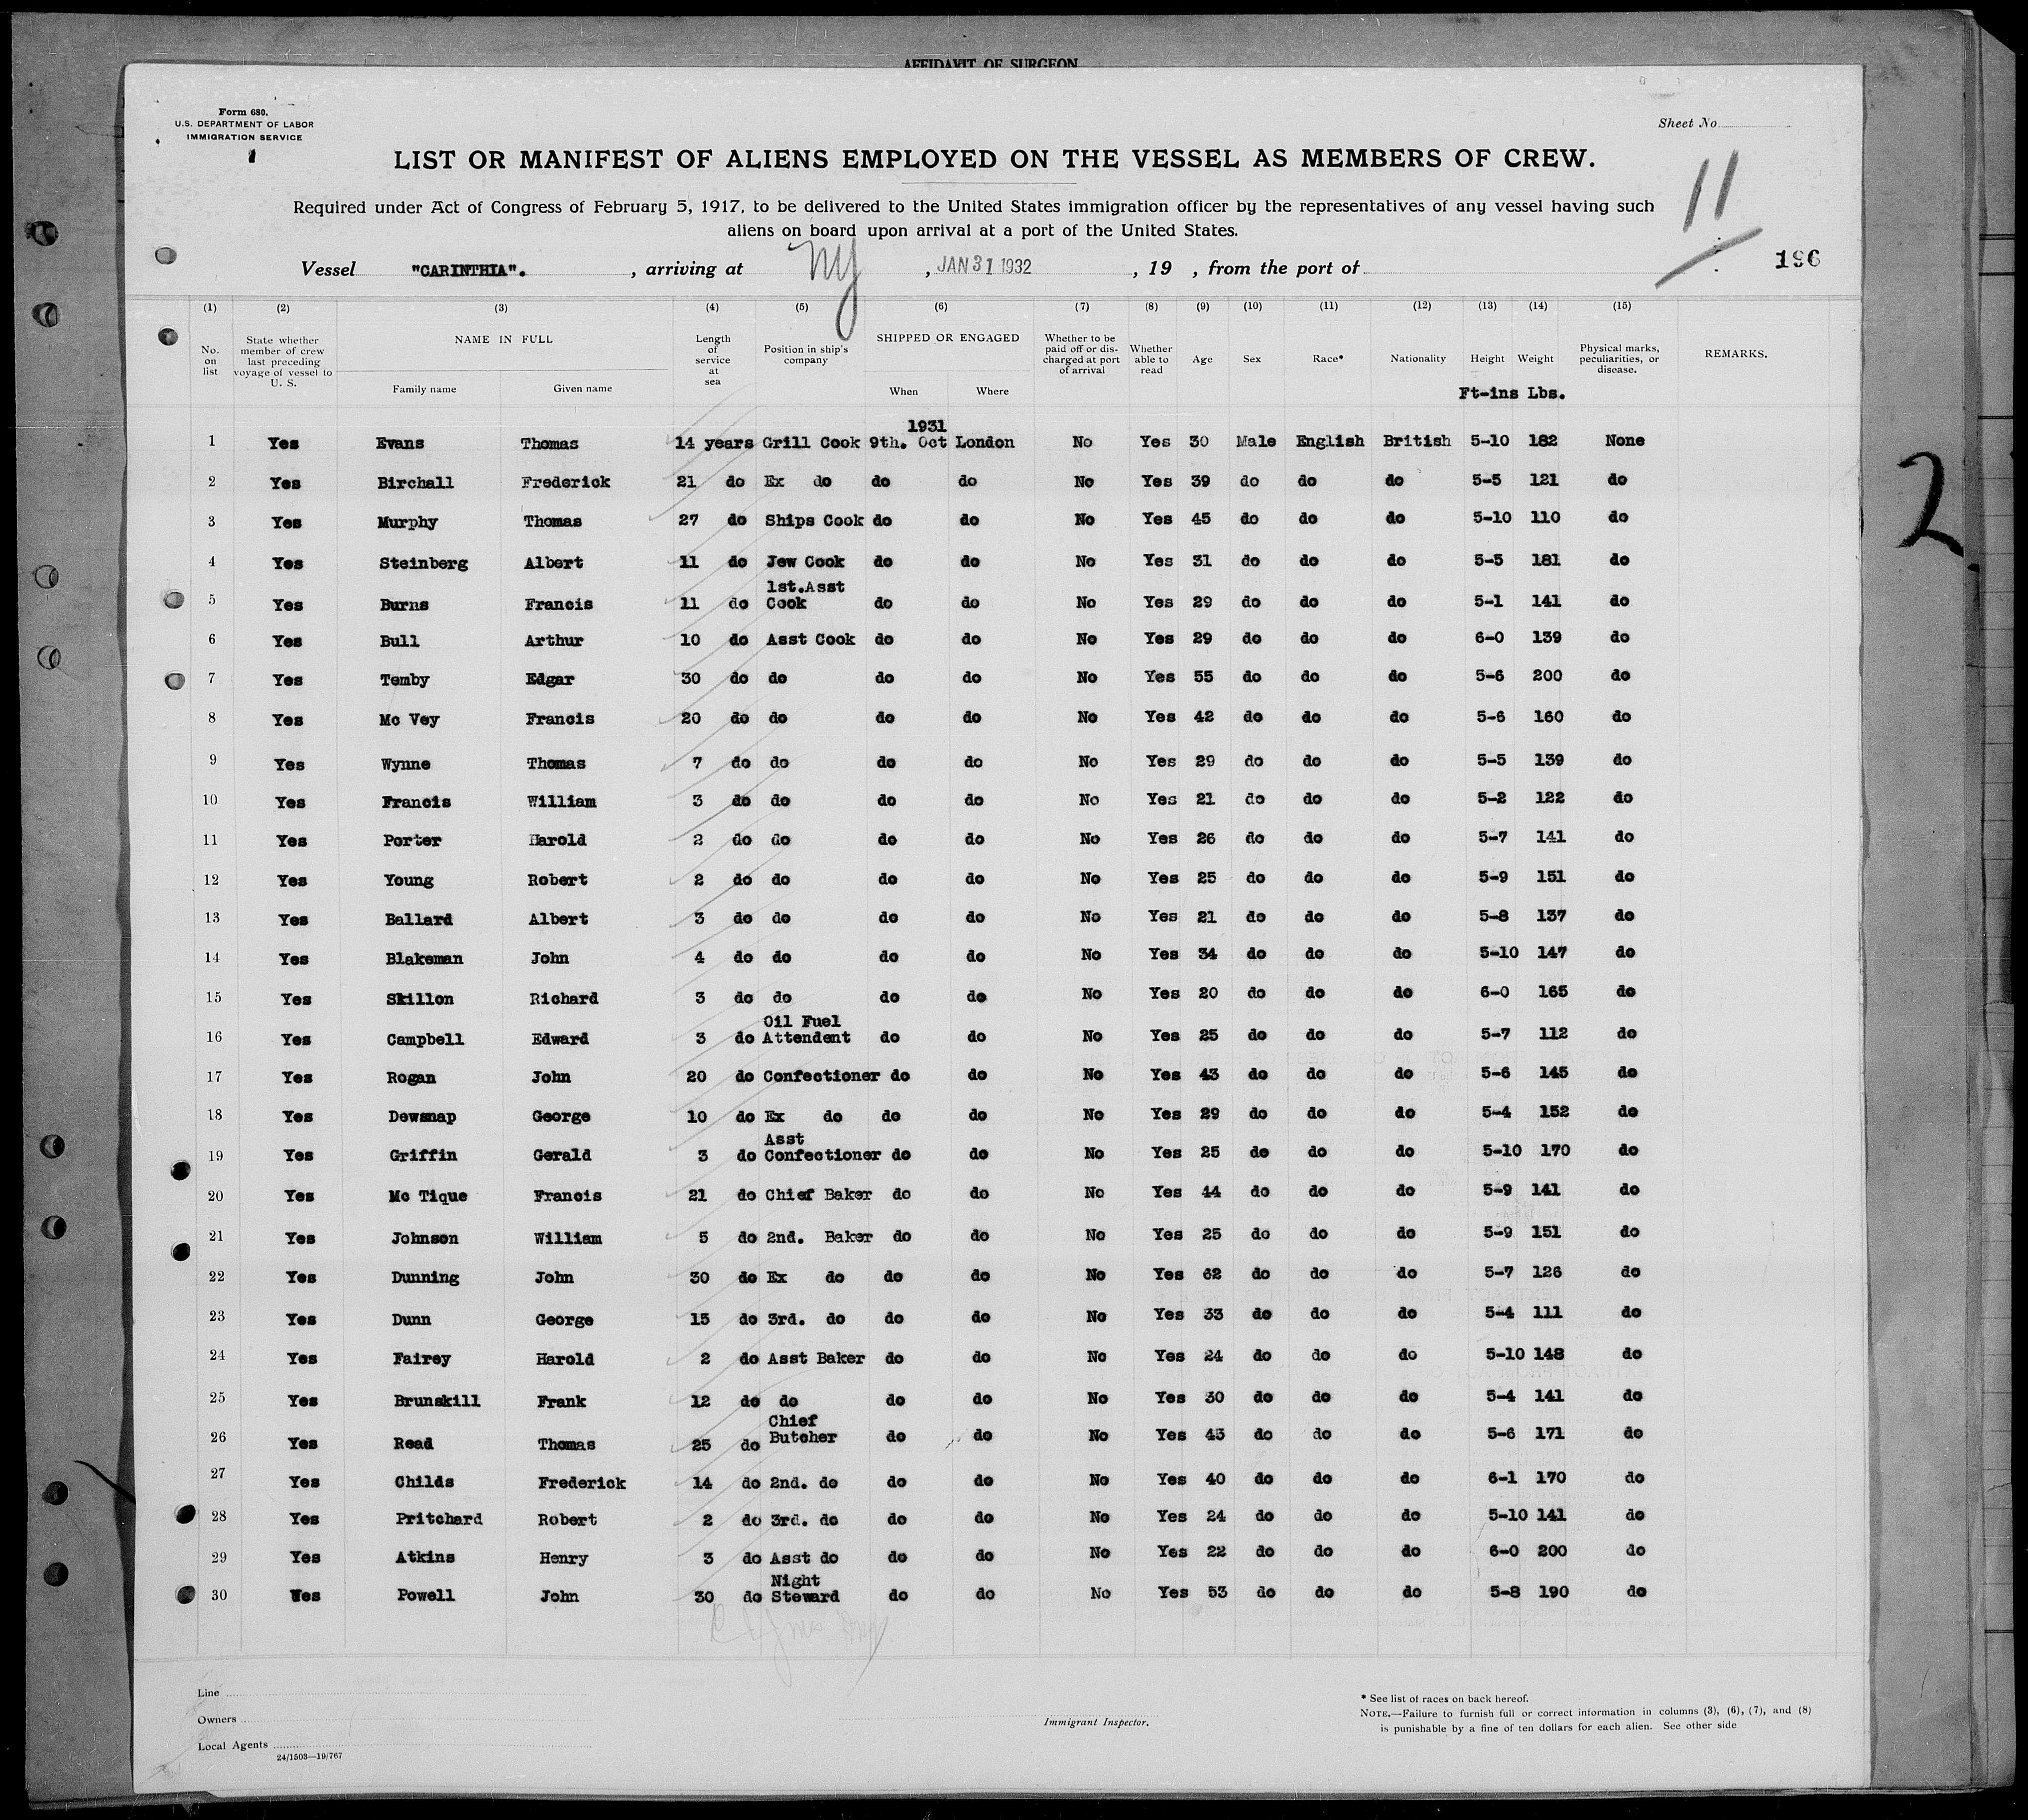 AFFIDAVIT OF SURGEON
Form 680.
U.S. DEPARTMENT OF LABOR
IMMIGRATION SERVICE
Sheet No.
LIST OR MANIFEST OF ALIENS EMPLOYED ON THE VESSEL AS MEMBERS OF CREW.
11
Required under Act of Congress of February 5, 1917, to be delivered to the United States immigration officer by the representatives of any vessel having such
aliens on board upon arrival at a port of the United States.
Vessel "CARINTHIA". , arriving at NY , JAN 31 1932 , 19 , from the port of 196
(1) (2) (3) (4) (5) (6) (7) (8) (9) (10) (11) (12) (13) (14) (15)
No. on list State whether member of crew last preceding voyage of vessel to U. S. NAME IN FULL Family name Given name Length of service at sea Position in ship's company SHIPPED OR ENGAGED When Where Whether to be paid off or discharged at port of arrival Whether able to read Age Sex Race* Nationality Height Weight Physical marks, peculiarities, or disease. REMARKS.
Ft-ins Lbs.
1931
1 Yes Evans Thomas 14 years Grill Cook 9th. Oct London No Yes 30 Male English British 5-10 182 None
2 Yes Birchall Frederick 21 do Ex do do do No Yes 39 do do do 5-5 121 do
3 Yes Murphy Thomas 27 do Ships Cook do do No Yes 45 do do do 5-10 110 do
4 Yes Steinberg Albert 11 do Jew Cook do do No Yes 31 do do do 5-5 181 do
5 Yes Burns Francis 11 do 1st.Asst Cook do do No Yes 29 do do do 5-1 141 do
6 Yes Bull Arthur 10 do Asst Cook do do No Yes 29 do do do 6-0 139 do
7 Yes Temby Edgar 30 do do do do No Yes 55 do do do 5-6 200 do
8 Yes Mc Vey Francis 20 do do do do No Yes 42 do do do 5-6 160 do
9 Yes Wynne Thomas 7 do do do do No Yes 29 do do do 5-5 139 do
10 Yes Francis William 3 do do do do No Yes 21 do do do 5-2 122 do
11 Yes Porter Harold 2 do do do do No Yes 26 do do do 5-7 141 do
12 Yes Young Robert 2 do do do do No Yes 25 do do do 5-9 151 do
13 Yes Ballard Albert 3 do do do do No Yes 21 do do do 5-8 137 do
14 Yes Blakeman John 4 do do do do No Yes 34 do do do 5-10 147 do
15 Yes Skillon Richard 3 do do do do No Yes 20 do do do 6-0 165 do
16 Yes Campbell Edward 3 do Oil Fuel Attendent do do No Yes 25 do do do 5-7 112 do
17 Yes Rogan John 20 do Confectioner do do No Yes 43 do do do 5-6 145 do
18 Yes Dewsnap George 10 do Ex do do do No Yes 29 do do do 5-4 152 do
19 Yes Griffin Gerald 3 do Asst Confectioner do do No Yes 25 do do do 5-10 170 do
20 Yes Mc Tique Francis 21 do Chief Baker do do No Yes 44 do do do 5-9 141 do
21 Yes Johnson William 5 do 2nd. Baker do do No Yes 25 do do do 5-9 151 do
22 Yes Dunning John 30 do Ex do do do No Yes 62 do do do 5-7 126 do
23 Yes Dunn George 15 do 3rd. do do do No Yes 33 do do do 5-4 111 do
24 Yes Fairey Harold 2 do Asst Baker do do No Yes 24 do do do 5-10 148 do
25 Yes Brunskill Frank 12 do do do do No Yes 30 do do do 5-4 141 do
26 Yes Read Thomas 25 do Chief Butcher do do No Yes 43 do do do 5-6 171 do
27 Yes Childs Frederick 14 do 2nd. do do do No Yes 40 do do do 6-1 170 do
28 Yes Pritchard Robert 2 do 3rd. do do do No Yes 24 do do do 5-10 141 do
29 Yes Atkins Henry 3 do Asst do do do No Yes 22 do do do 6-0 200 do
30 Yes Powell John 30 do Night Steward do do No Yes 53 do do do 5-8 190 do
2
Line
Owners
Local Agents
24/1503—19/767
Immigrant Inspector.
* See list of races on back hereof.
NOTE.—Failure to furnish full or correct information in columns (3), (6), (7), and (8)
is punishable by a fine of ten dollars for each alien. See other side